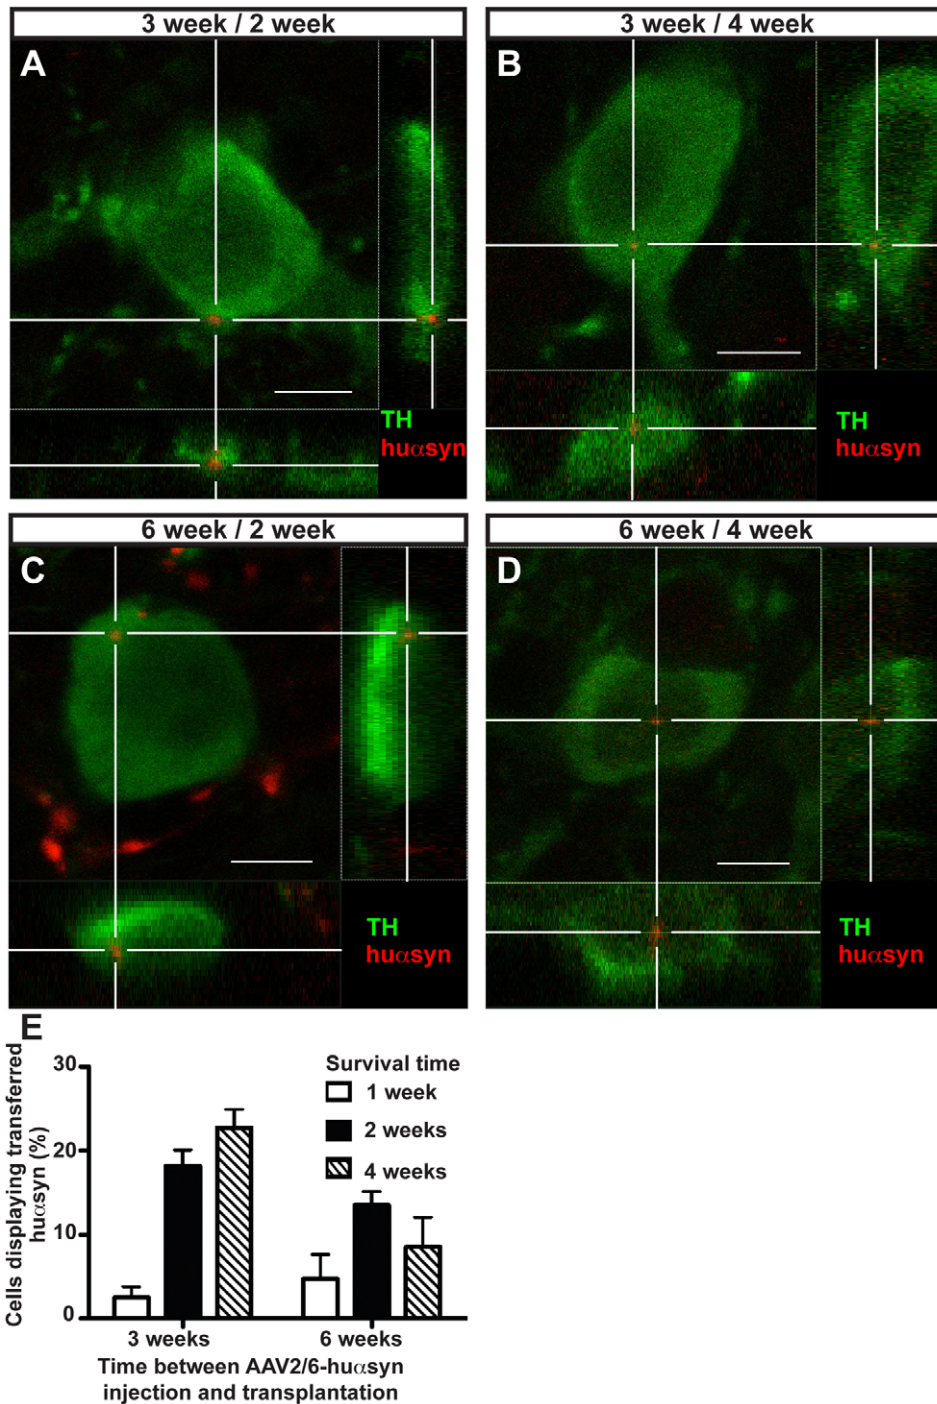 3 week / 2 week
3 week / 4 week
A
B
TH
huαsyn
TH
huαsyn
6 week / 2 week
6 week / 4 week
C
D
TH
huαsyn
TH
huαsyn
E
Cells displaying transferred
huαsyn (%)
30
20
10
0
Survival time
1 week
2 weeks
4 weeks
3 weeks
6 weeks
Time between AAV2/6-huαsyn
injection and transplantation